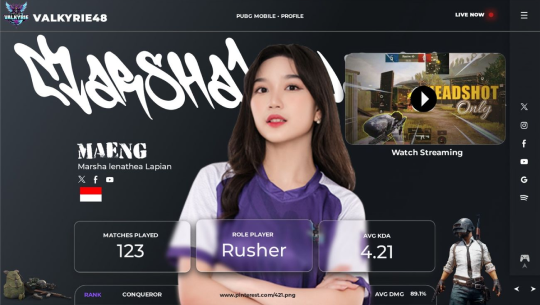 VALKYRIE
VALKYRIE48
PUBG MOBILE - PROFILE
LIVE NOW
MARSHA
HEADSHOT
Only
Watch Streaming
MAENG
Marsha lenathea Lapian
MATCHES PLAYED
123
ROLE PLAYER
Rusher
AVG KDA
4.21
RANK
CONQUEROR
www.pinterest.com/421.png
AVG DMG
89.1%